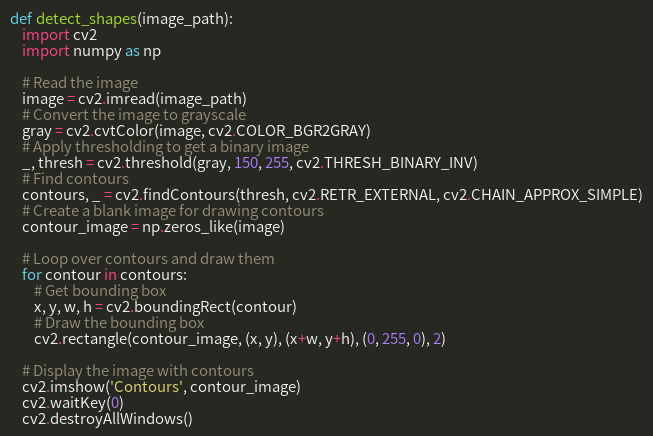 def detect_shapes(image_path):
    import cv2
    import numpy as np

    # Read the image
    image = cv2.imread(image_path)
    # Convert the image to grayscale
    gray = cv2.cvtColor(image, cv2.COLOR_BGR2GRAY)
    # Apply thresholding to get a binary image
    _, thresh = cv2.threshold(gray, 150, 255, cv2.THRESH_BINARY_INV)
    # Find contours
    contours, _ = cv2.findContours(thresh, cv2.RETR_EXTERNAL, cv2.CHAIN_APPROX_SIMPLE)
    # Create a blank image for drawing contours
    contour_image = np.zeros_like(image)

    # Loop over contours and draw them
    for contour in contours:
        # Get bounding box
        x, y, w, h = cv2.boundingRect(contour)
        # Draw the bounding box
        cv2.rectangle(contour_image, (x, y), (x+w, y+h), (0, 255, 0), 2)

    # Display the image with contours
    cv2.imshow('Contours', contour_image)
    cv2.waitKey(0)
    cv2.destroyAllWindows()